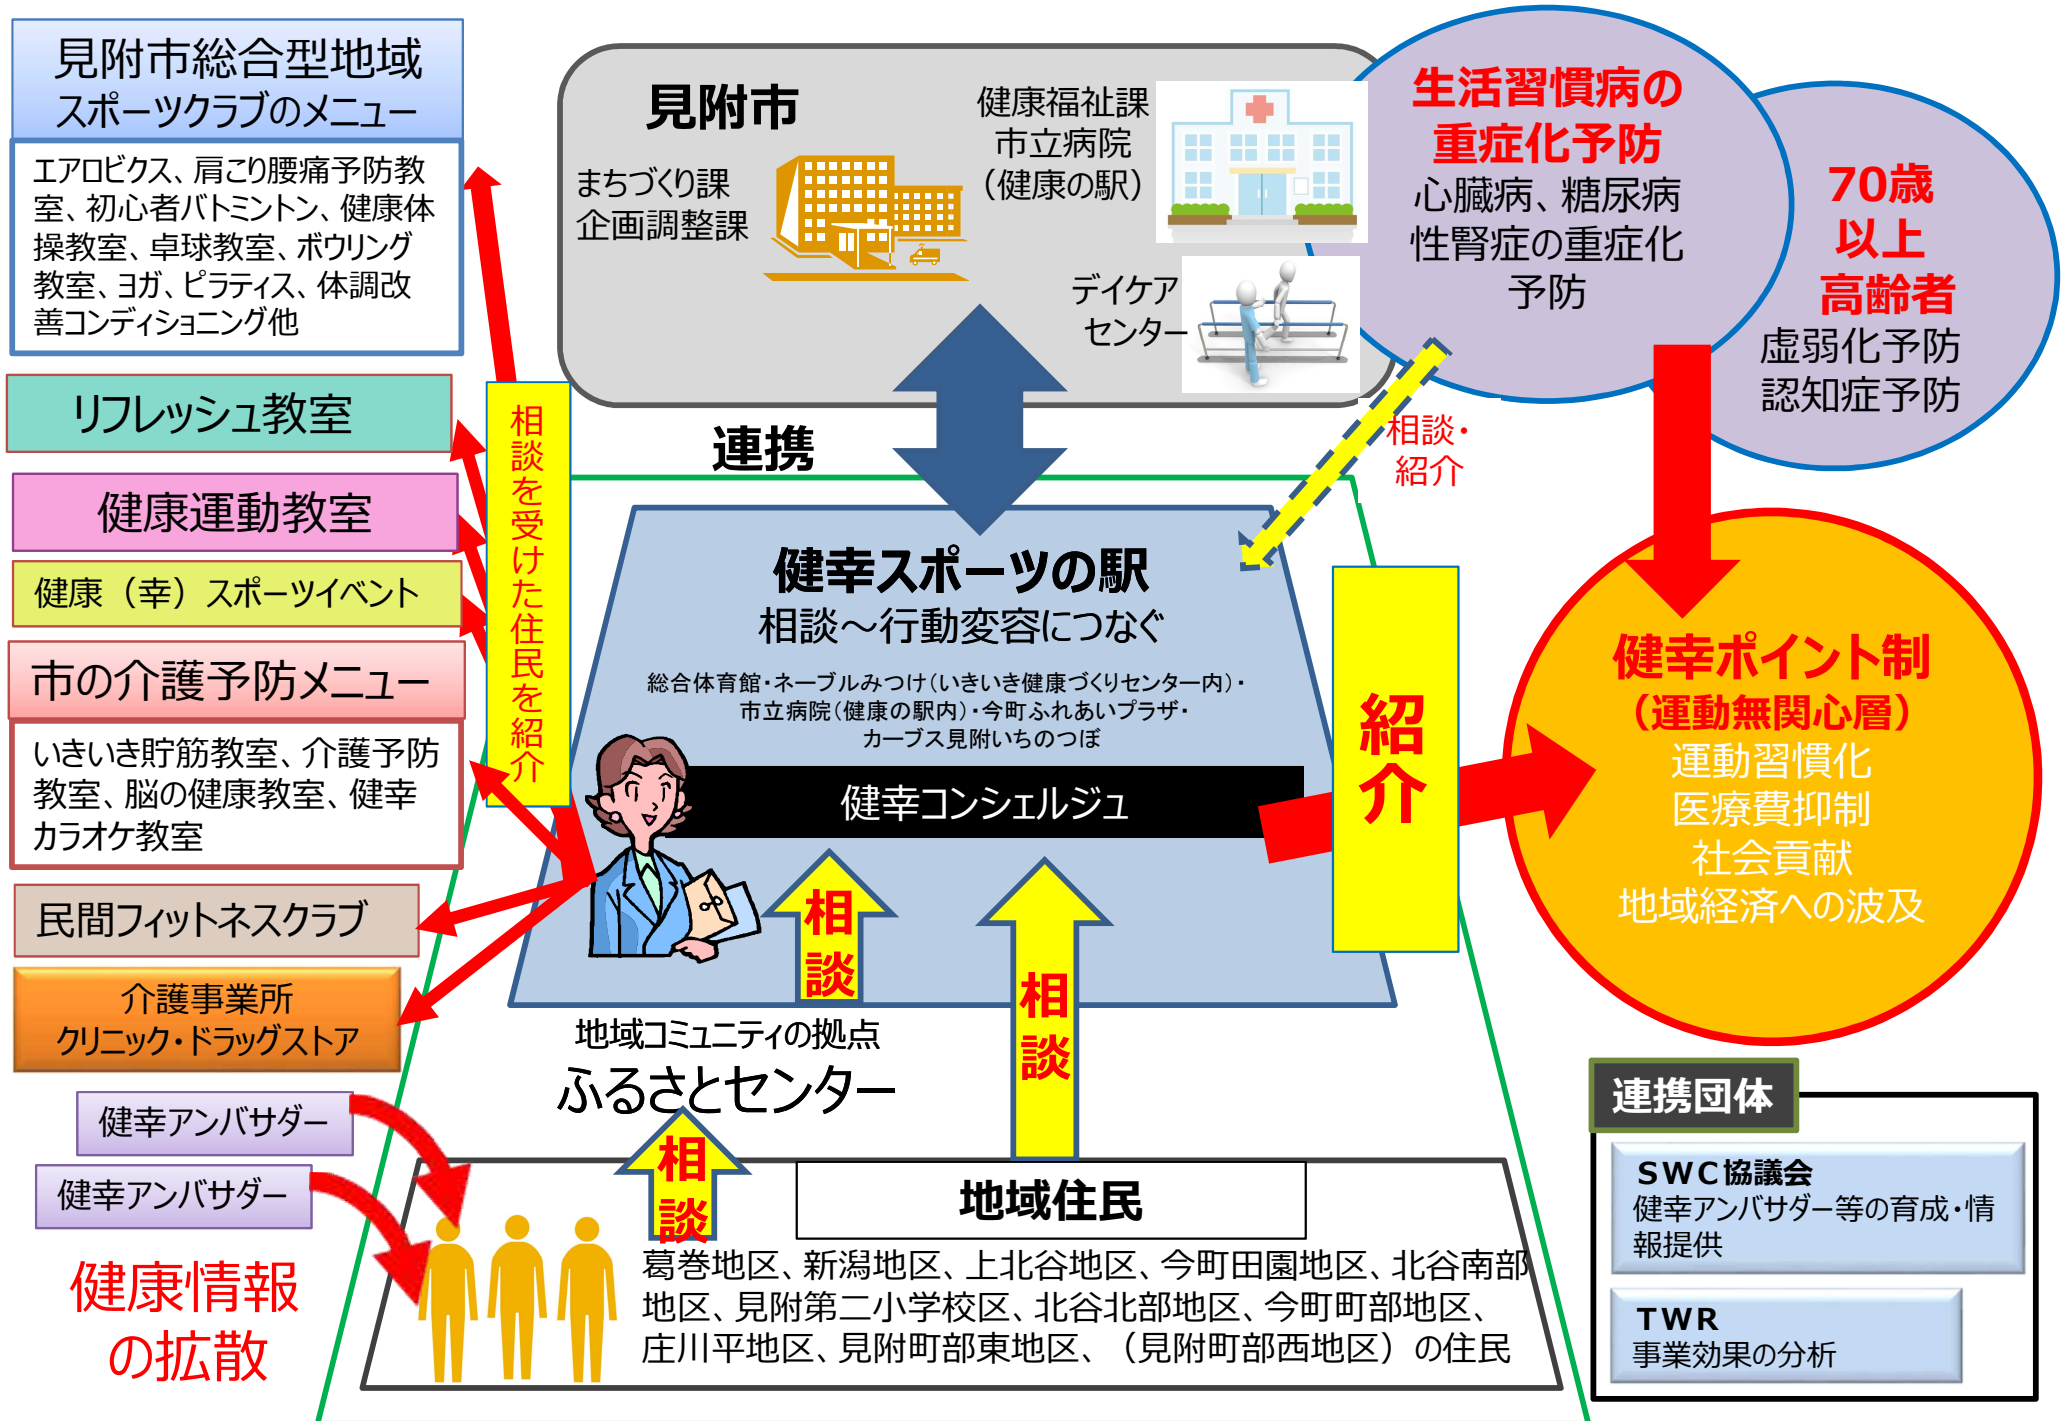 見附市総合型地域
スポーツクラブのメニュー
エアロビクス、肩こり腰痛予防教
室、初心者バトミントン、健康体
操教室、卓球教室、ボウリング
教室、ヨガ、ピラティス、体調改
善コンディショニング他
リフレッシュ教室
健康運動教室
健康（幸）スポーツイベント
市の介護予防メニュー
いきいき貯筋教室、介護予防
教室、脳の健康教室、健幸
カラオケ教室
民間フィットネスクラブ
介護事業所
クリニック・ドラッグストア
健幸アンバサダー
健幸アンバサダー
健康情報
の拡散
相談を受けた住民を紹介
見附市
まちづくり課
企画調整課
健康福祉課
市立病院
（健康の駅）
デイケア
センター
連携
生活習慣病の
重症化予防
心臓病、糖尿病
性腎症の重症化
予防
70歳
以上
高齢者
虚弱化予防
認知症予防
相談・
紹介
健幸スポーツの駅
相談～行動変容につなぐ
総合体育館・ネーブルみつけ（いきいき健康づくりセンター内）・
市立病院（健康の駅内）・今町ふれあいプラザ・
カーブス見附いちのつぼ
健幸コンシェルジュ
紹介
健幸ポイント制
（運動無関心層）
運動習慣化
医療費抑制
社会貢献
地域経済への波及
相談
相談
地域コミュニティの拠点
ふるさとセンター
相談
地域住民
葛巻地区、新潟地区、上北谷地区、今町田園地区、北谷南部
地区、見附第二小学校区、北谷北部地区、今町町部地区、
庄川平地区、見附町部東地区、（見附町部西地区）の住民
連携団体
ＳＷＣ協議会
健幸アンバサダー等の育成・情
報提供
ＴＷＲ
事業効果の分析